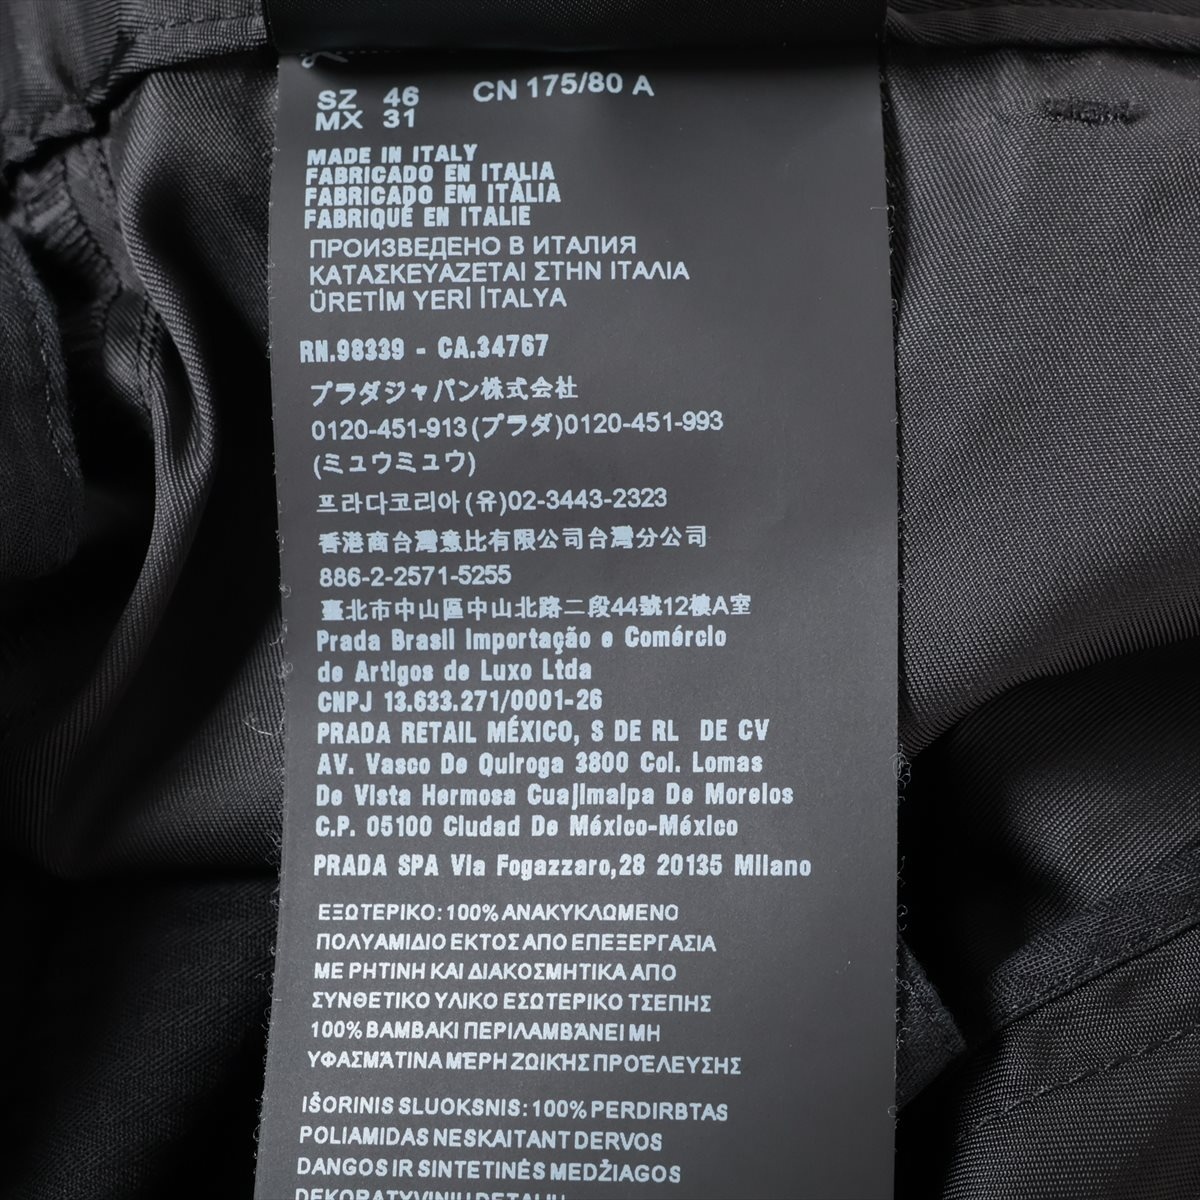 SZ 46 CN 175/80 A
MX 31
MADE IN ITALY
FABRICADO EN ITALIA
FABRICADO EM ITÁLIA
FABRIQUÉ EN ITALIE
ПРОИЗВЕДЕНО В ИТАЛИЯ
ΚΑΤΑΣΚΕΥΑΖΕΤΑΙ ΣΤΗΝ ΙΤΑΛΙΑ
ÜRETİM YERİ İTALYA
RN.98339 - CA.34767
プラダジャパン株式会社
0120-451-913(プラダ)0120-451-993
(ミュウミュウ)
프라다코리아(유)02-3443-2323
香港商台灣意比有限公司台灣分公司
886-2-2571-5255
臺北市中山區中山北路二段44號12樓A室
Prada Brasil Importação e Comércio
de Artigos de Luxo Ltda
CNPJ 13.633.271/0001-26
PRADA RETAIL MÉXICO, S DE RL DE CV
AV. Vasco De Quiroga 3800 Col. Lomas
De Vista Hermosa Cuajimalpa De Morelos
C.P. 05100 Ciudad De México-México
PRADA SPA Via Fogazzaro,28 20135 Milano
ΕΞΩΤΕΡΙΚΟ: 100% ΑΝΑΚΥΚΛΩΜΕΝΟ
ΠΟΛΥΑΜΙΔΙΟ ΕΚΤΟΣ ΑΠΟ ΕΠΕΞΕΡΓΑΣΙΑ
ΜΕ ΡΗΤΙΝΗ ΚΑΙ ΔΙΑΚΟΣΜΗΤΙΚΑ ΑΠΟ
ΣΥΝΘΕΤΙΚΟ ΥΛΙΚΟ ΕΣΩΤΕΡΙΚΟ ΤΣΕΠΗΣ
100% ΒΑΜΒΑΚΙ ΠΕΡΙΛΑΜΒΆΝΕΙ ΜΗ
ΥΦΑΣΜΆΤΙΝΑ ΜΈΡΗ ΖΩΙΚΉΣ ΠΡΟΈΛΕΥΣΗΣ
IŠORINIS SLUOKSNIS: 100% PERDIRBTAS
POLIAMIDAS NESKAITANT DERVOS
DANGOS IR SINTETINĖS MEDŽIAGOS
DEKORATYVINIŲ DETALIŲ